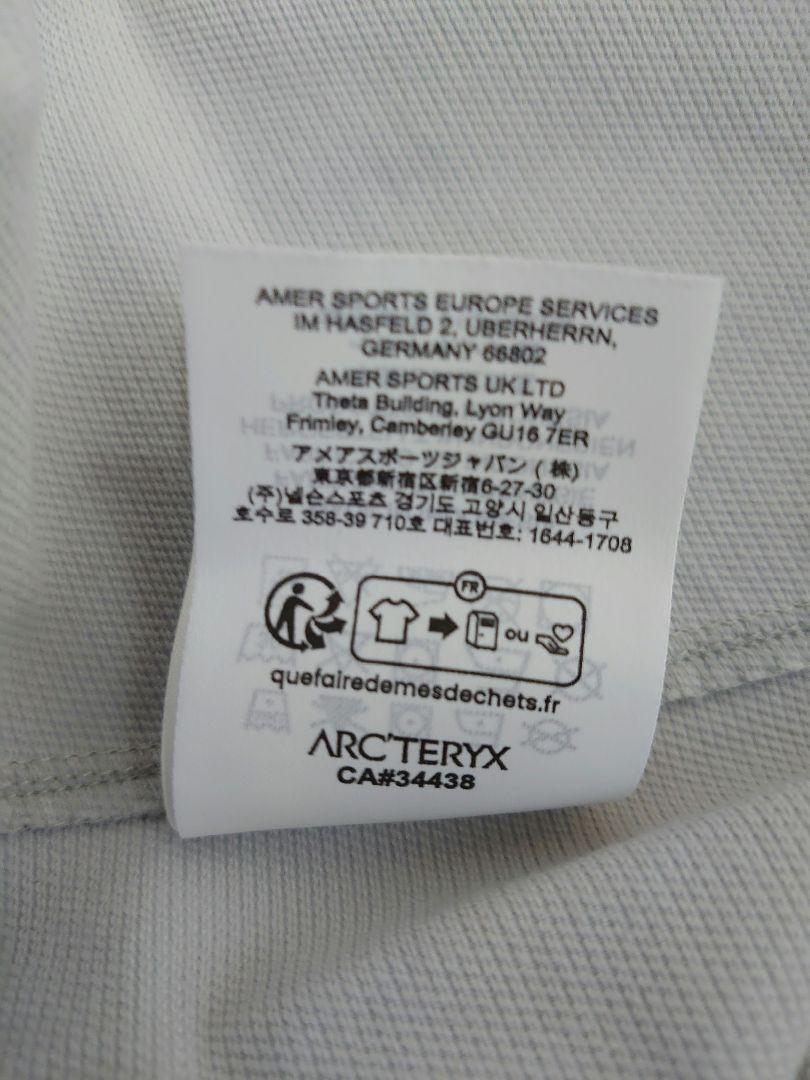 AMER SPORTS EUROPE SERVICES
IM HASFELD 2, UBERHERRN,
GERMANY 66802
AMER SPORTS UK LTD
Theta Building, Lyon Way
Frimley, Camberley GU16 7ER
アメアスポーツジャパン (株)
東京都新宿区新宿6-27-30
(주)넬슨스포츠 경기도 고양시 일산동구
호수로 358-39 710호 대표번호: 1644-1708
FR
ou
quefairedemesdechets.fr
ARC'TERYX
CA#34438